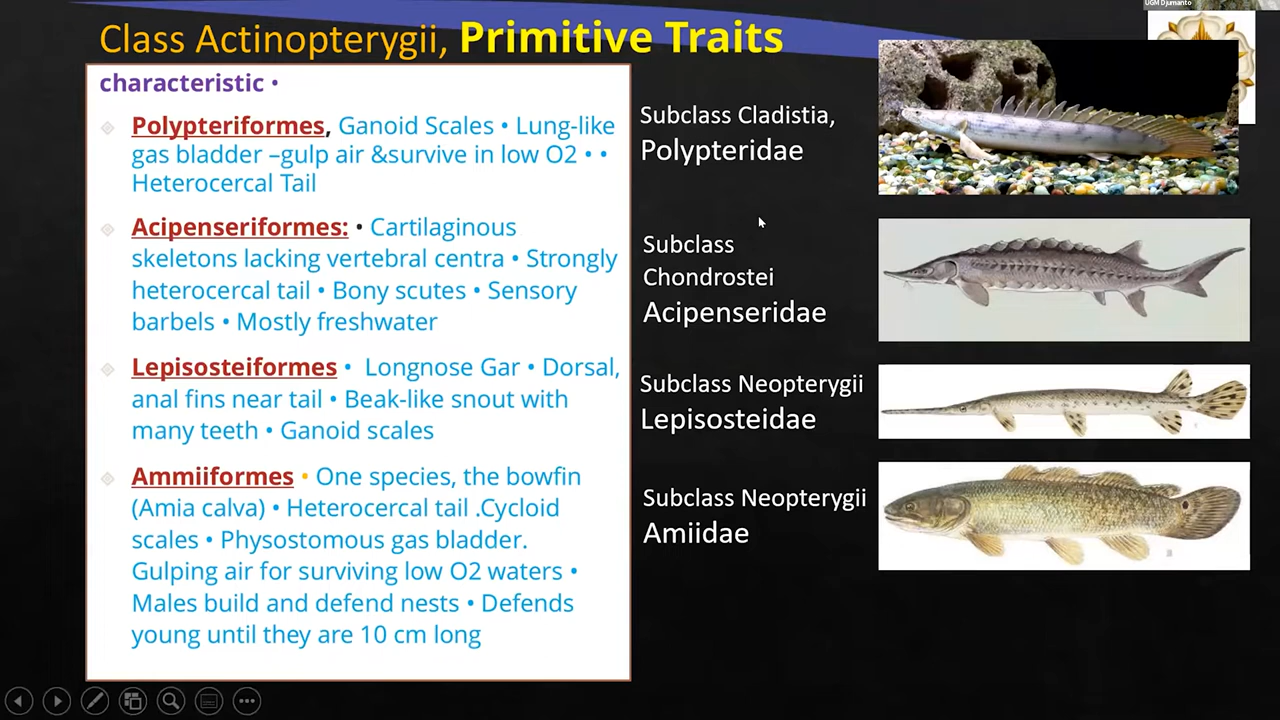 UGM Djumanto
Class Actinopterygii, Primitive Traits
characteristic •
Polypteriformes, Ganoid Scales • Lung-like
gas bladder –gulp air &survive in low O2 • •
Heterocercal Tail
Acipenseriformes: • Cartilaginous
skeletons lacking vertebral centra • Strongly
heterocercal tail • Bony scutes • Sensory
barbels • Mostly freshwater
Lepisosteiformes • Longnose Gar • Dorsal,
anal fins near tail • Beak-like snout with
many teeth • Ganoid scales
Ammiiformes • One species, the bowfin
(Amia calva) • Heterocercal tail .Cycloid
scales • Physostomous gas bladder.
Gulping air for surviving low O2 waters •
Males build and defend nests • Defends
young until they are 10 cm long
Subclass Cladistia,
Polypteridae
Subclass
Chondrostei
Acipenseridae
Subclass Neopterygii
Lepisosteidae
Subclass Neopterygii
Amiidae